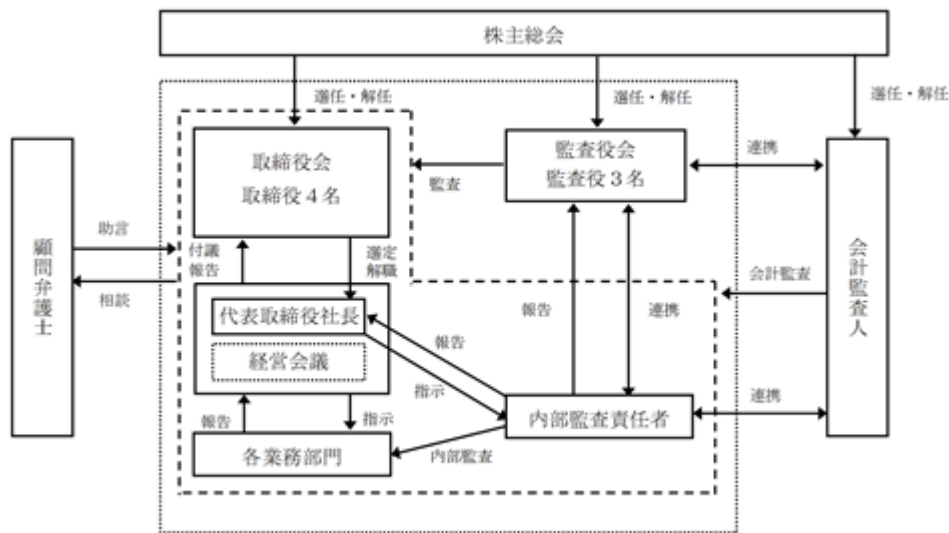 株主総会
選任・解任
選任・解任
選任・解任
取締役会
取締役4名
監査役会
監査役3名
監査
連携
顧問弁護士
助言
相談
付議
報告
選定
解職
会計監査人
会計監査
代表取締役社長
経営会議
報告
指示
報告
連携
報告
指示
内部監査責任者
連携
各業務部門
内部監査